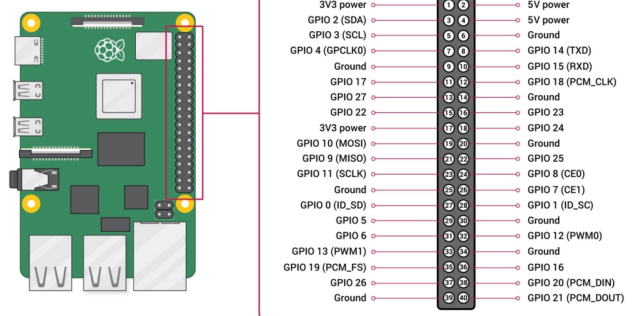 3V3 power 1 2 5V power
GPIO 2 (SDA) 3 4 5V power
GPIO 3 (SCL) 5 6 Ground
GPIO 4 (GPCLK0) 7 8 GPIO 14 (TXD)
Ground 9 10 GPIO 15 (RXD)
GPIO 17 11 12 GPIO 18 (PCM_CLK)
GPIO 27 13 14 Ground
GPIO 22 15 16 GPIO 23
3V3 power 17 18 GPIO 24
GPIO 10 (MOSI) 19 20 Ground
GPIO 9 (MISO) 21 22 GPIO 25
GPIO 11 (SCLK) 23 24 GPIO 8 (CE0)
Ground 25 26 GPIO 7 (CE1)
GPIO 0 (ID_SD) 27 28 GPIO 1 (ID_SC)
GPIO 5 29 30 Ground
GPIO 6 31 32 GPIO 12 (PWM0)
GPIO 13 (PWM1) 33 34 Ground
GPIO 19 (PCM_FS) 35 36 GPIO 16
GPIO 26 37 38 GPIO 20 (PCM_DIN)
Ground 39 40 GPIO 21 (PCM_DOUT)